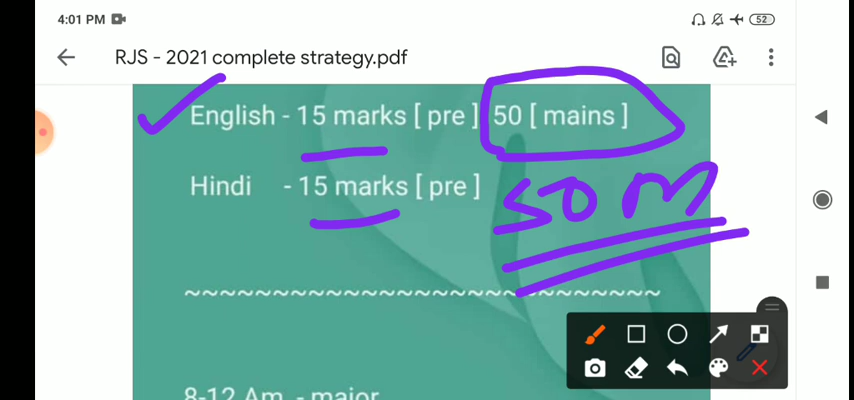 4:01 PM 52
RJS - 2021 complete strategy.pdf
English - 15 marks [ pre ] 50 [ mains ]
Hindi - 15 marks [ pre ] 50 m
~~~~~~~~~~~~~~~~~~~~~~~~~~~
8-12 Am - major